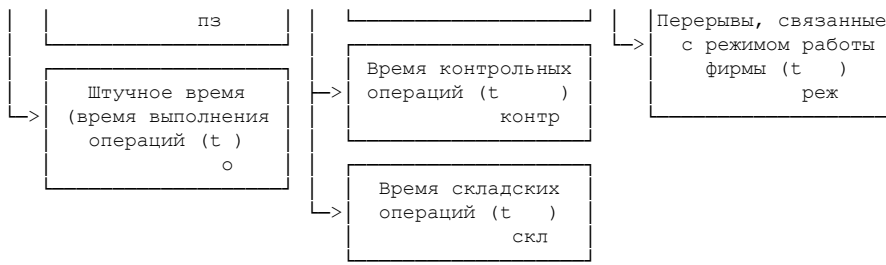 пз
Штучное время
(время выполнения
операций (t )
о
Время контрольных
операций (t )
контр
Время складских
операций (t )
скл
Перерывы, связанные
с режимом работы
фирмы (t )
реж